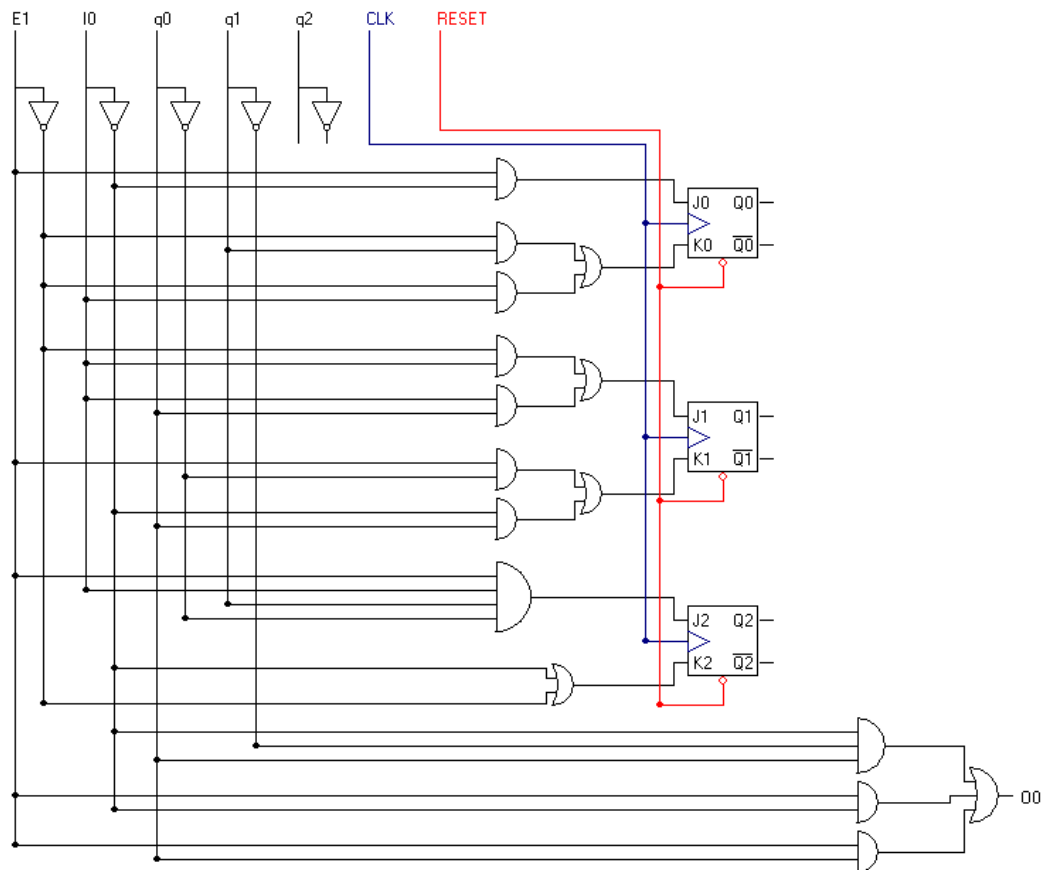 E1 I0 q0 q1 q2 CLK RESET
J0 Q0
K0 Q0
J1 Q1
K1 Q1
J2 Q2
K2 Q2
O0